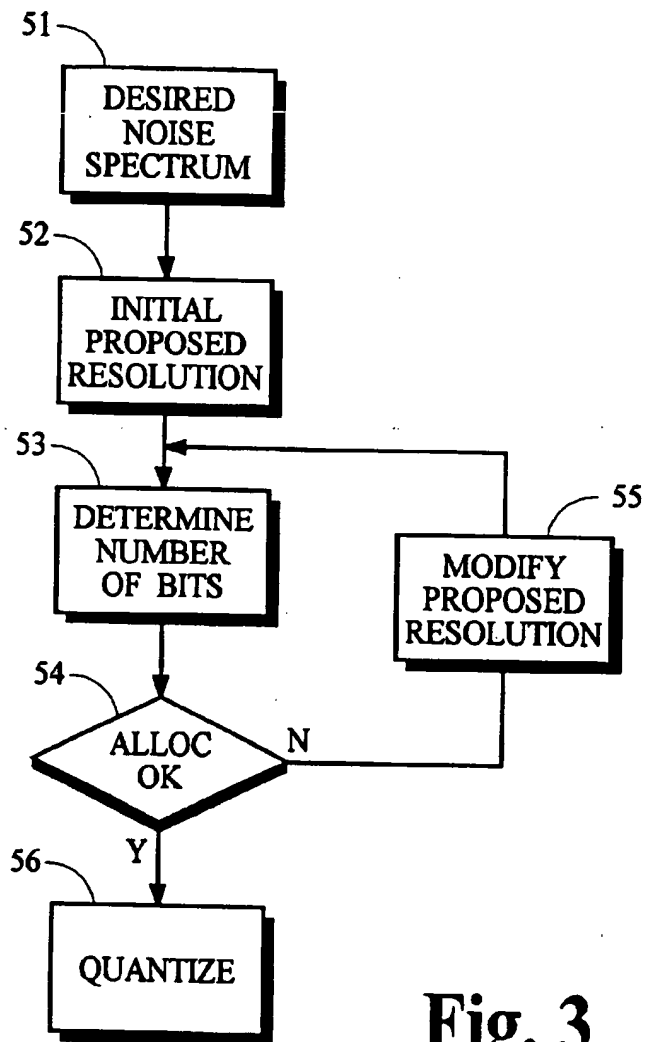 51
DESIRED
NOISE
SPECTRUM
52
INITIAL
PROPOSED
RESOLUTION
53
DETERMINE
NUMBER
OF BITS
55
MODIFY
PROPOSED
RESOLUTION
54
ALLOC
OK
N
Y
56
QUANTIZE
Fig. 3